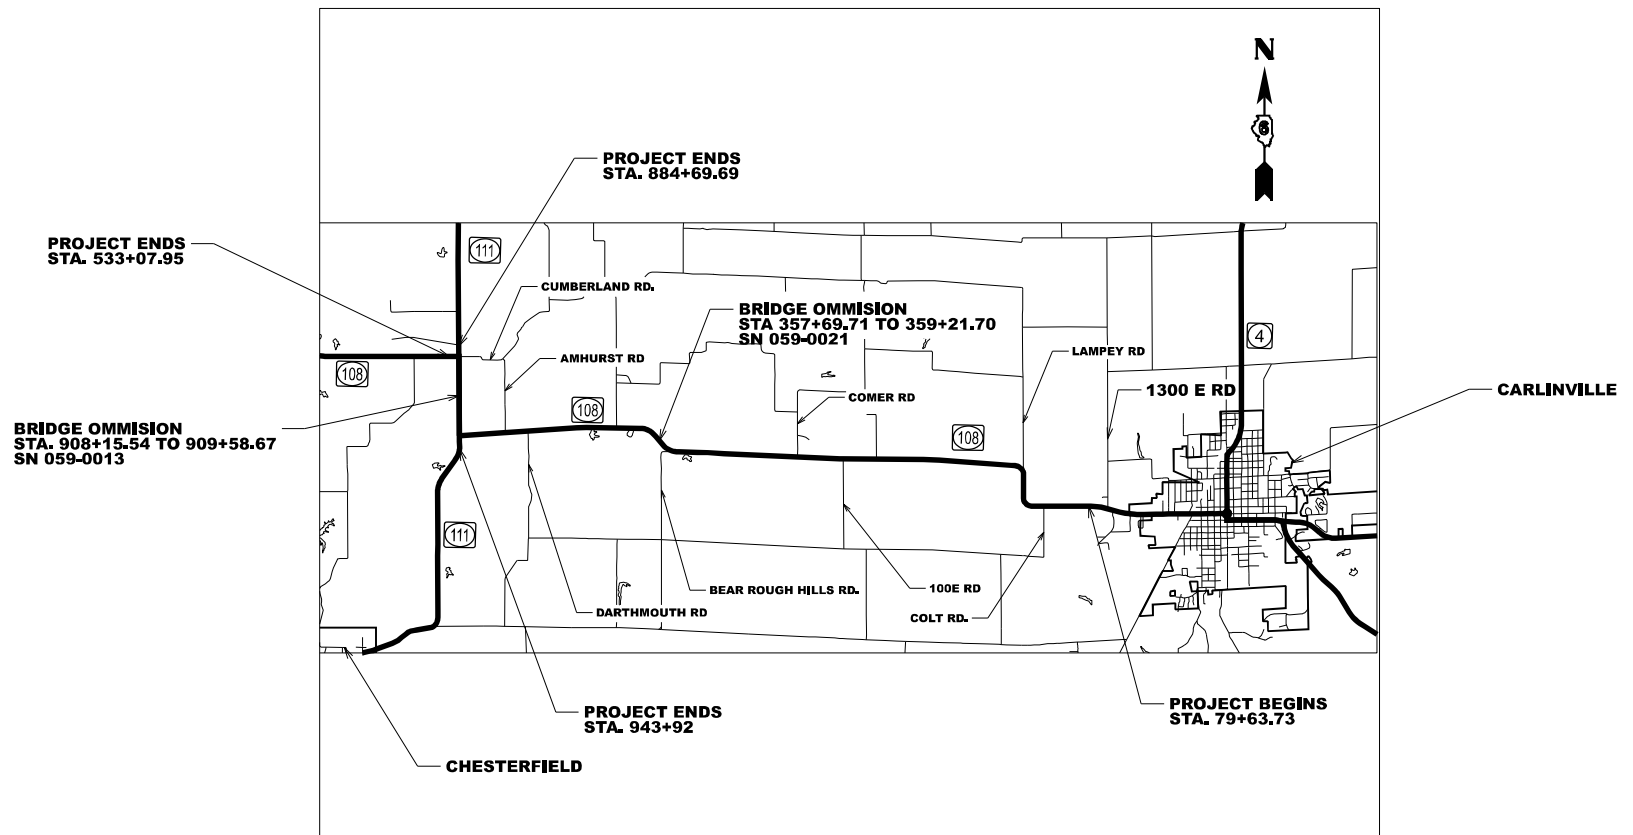 N
6
PROJECT ENDS
STA. 884+69.69
PROJECT ENDS
STA. 533+07.95
111
CUMBERLAND RD.
BRIDGE OMMISION
STA 357+69.71 TO 359+21.70
SN 059-0021
4
AMHURST RD
LAMPEY RD
108
1300 E RD
CARLINVILLE
COMER RD
108
BRIDGE OMMISION
STA. 908+15.54 TO 909+58.67
SN 059-0013
108
111
BEAR ROUGH HILLS RD.
100E RD
DARTHMOUTH RD
COLT RD.
PROJECT ENDS
STA. 943+92
PROJECT BEGINS
STA. 79+63.73
CHESTERFIELD